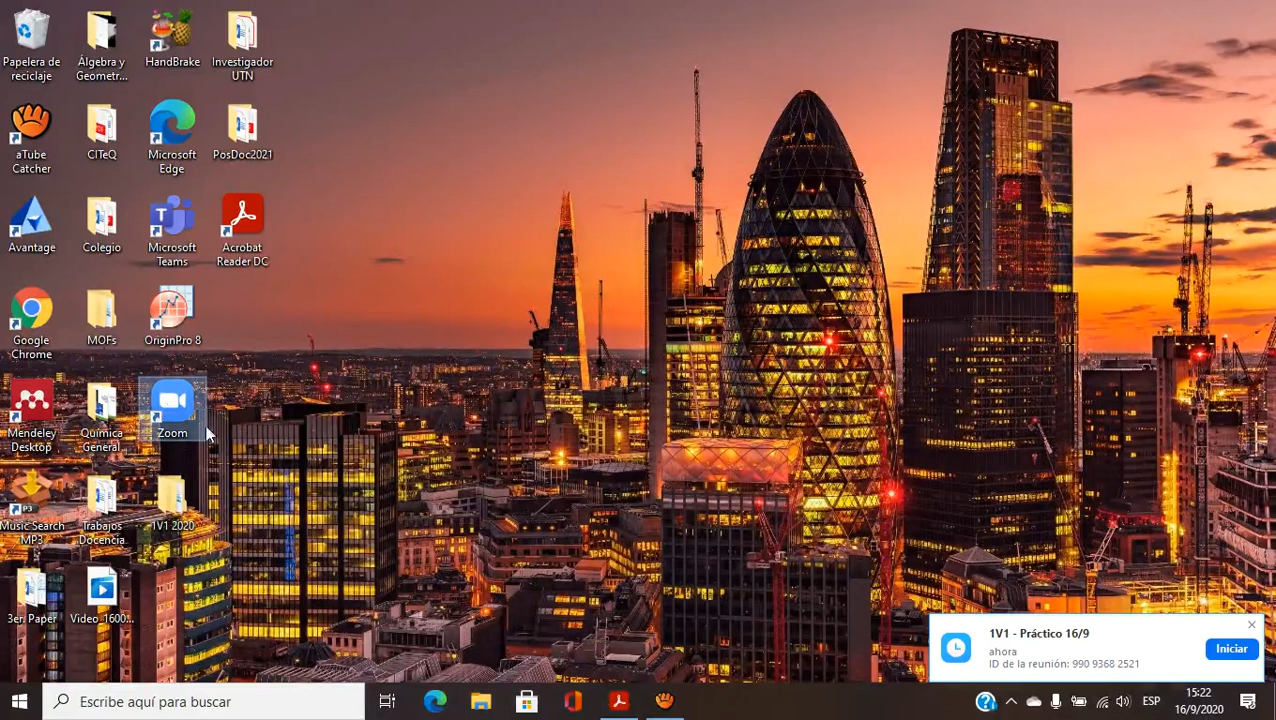 Papelera de
reciclaje
Álgebra y
Geometr...
HandBrake
Investigador
UTN
aTube
Catcher
CITeQ
Microsoft
Edge
PosDoc2021
Avantage
Colegio
Microsoft
Teams
Acrobat
Reader DC
Google
Chrome
MOFs
OriginPro 8
Mendeley
Desktop
Química
General ...
Zoom
P3
Music Search
MP3
Trabajos
Docencia
1V1 2020
3er. Paper
Video_1600...
1V1 - Práctico 16/9
ahora
ID de la reunión: 990 9368 2521
Iniciar
Escribe aquí para buscar
ESP
15:22
16/9/2020